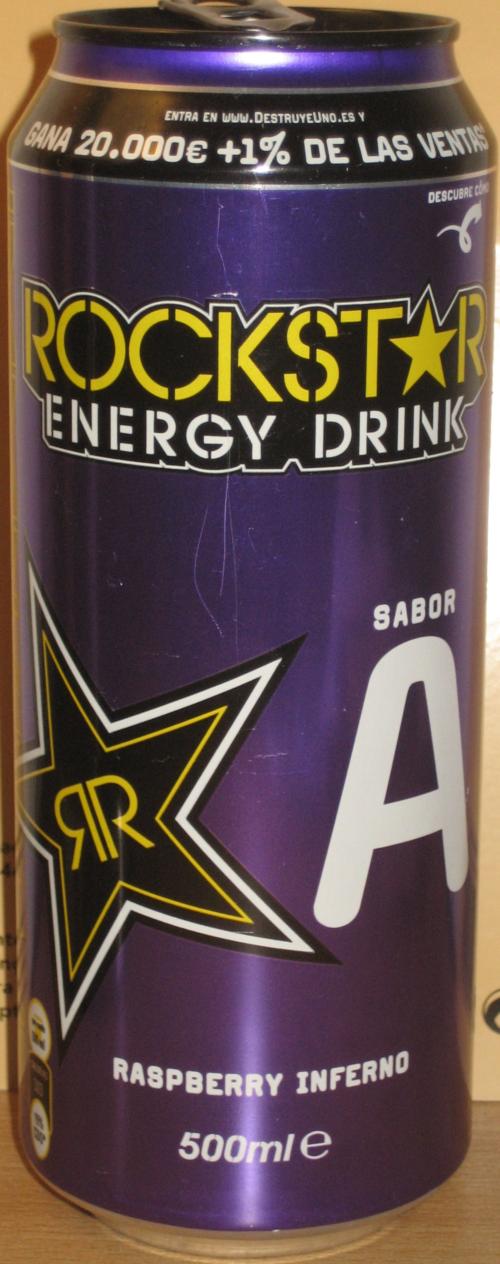 ENTRA EN WWW.DESTRUYEUNO.ES Y
GANA 20.000€ +1% DE LAS VENTAS
DESCUBRE CÓMO
ROCKSTAR
ENERGY DRINK
SABOR
A
RR
RASPBERRY INFERNO
500ml e